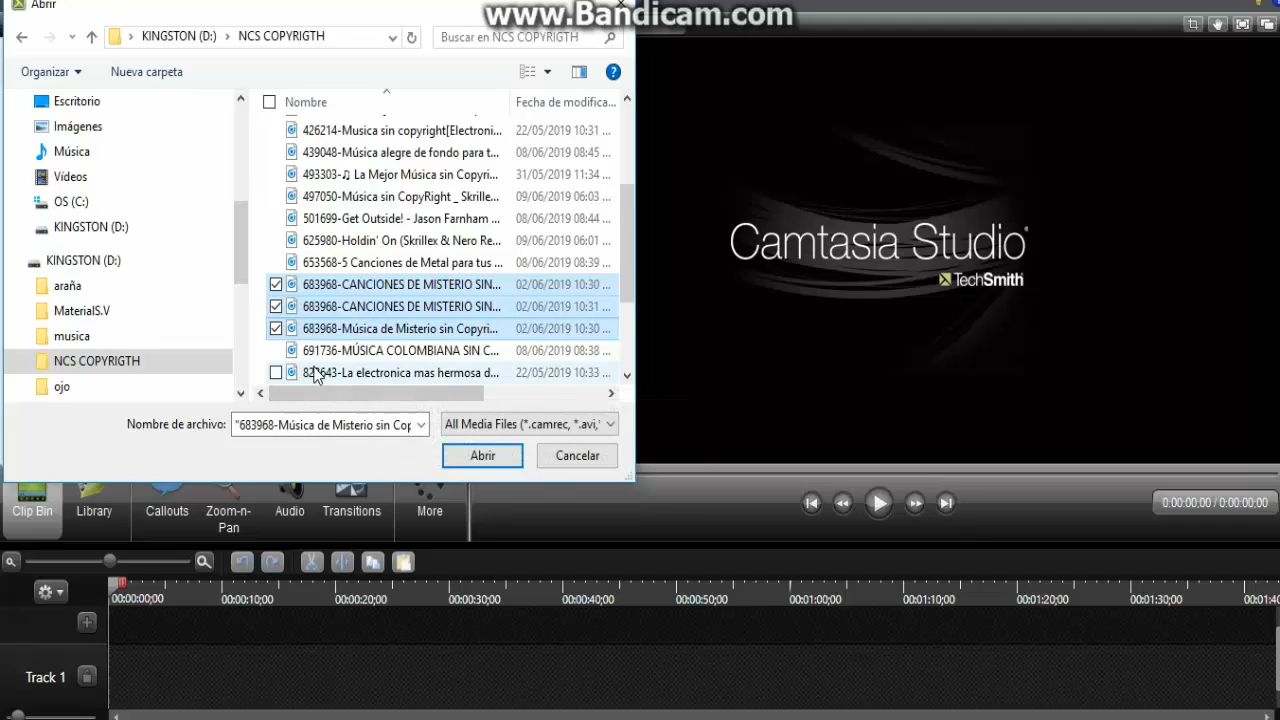 www.Bandicam.com
Abrir
KINGSTON (D:) > NCS COPYRIGTH
Buscar en NCS COPYRIGTH
Organizar
Nueva carpeta
Escritorio
Imágenes
Música
Vídeos
OS (C:)
KINGSTON (D:)
KINGSTON (D:)
araña
MaterialS.V
musica
NCS COPYRIGTH
ojo
Nombre
Fecha de modifica...
426214-Musica sin copyright[Electroni... 22/05/2019 10:31 ...
439048-Música alegre de fondo para t... 08/06/2019 08:45 ...
493303-♫ La Mejor Música sin Copyri... 31/05/2019 11:34 ...
497050-Música sin CopyRight _ Skrille... 09/06/2019 06:03 ...
501699-Get Outside! - Jason Farnham ... 08/06/2019 08:44 ...
625980-Holdin' On (Skrillex & Nero Re... 09/06/2019 06:01 ...
653568-5 Canciones de Metal para tus ... 08/06/2019 08:39 ...
683968-CANCIONES DE MISTERIO SIN... 02/06/2019 10:30 ...
683968-CANCIONES DE MISTERIO SIN... 02/06/2019 10:31 ...
683968-Música de Misterio sin Copyri... 02/06/2019 10:30 ...
691736-MÚSICA COLOMBIANA SIN C... 08/06/2019 08:38 ...
La electronica mas hermosa d... 22/05/2019 10:33 ...
Nombre de archivo:
"683968-Música de Misterio sin Cop
All Media Files (*.camrec, *.avi,
Abrir
Cancelar
Camtasia Studio
TechSmith
Clip Bin
Library
Callouts
Zoom-n-
Pan
Audio
Transitions
More
0:00:00;00 / 0:00:00;00
00:00:00;00 00:00:10;00 00:00:20;00 00:00:30;00 00:00:40;00 00:00:50;00 00:01:00;00 00:01:10;00 00:01:20;00 00:01:30;00 00:01:40
Track 1